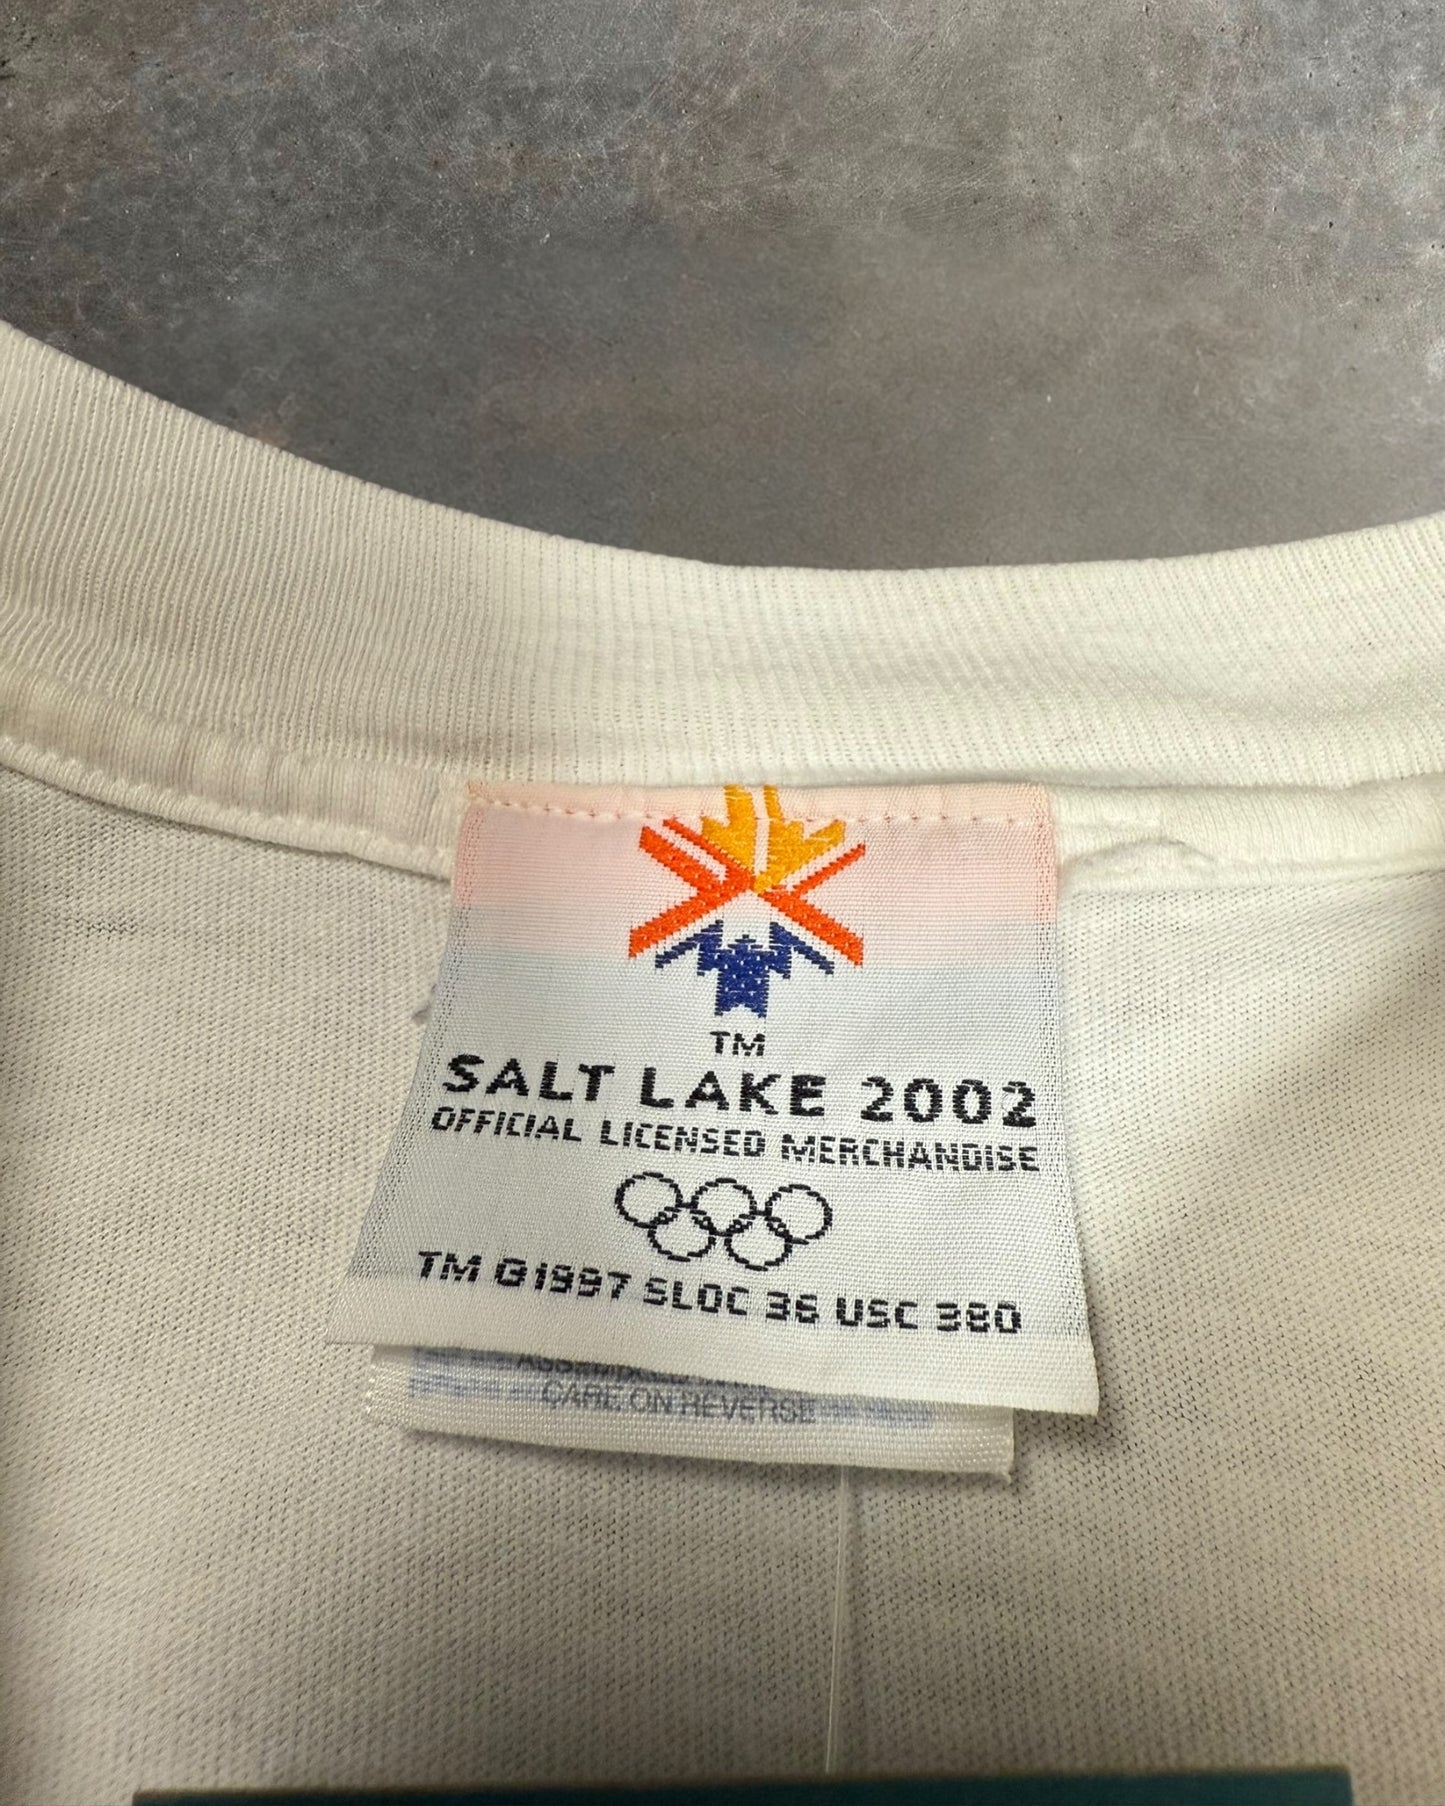 TM
SALT LAKE 2002
OFFICIAL LICENSED MERCHANDISE
TM ©1997 SLOC 36 USC 380
CARE ON REVERSE